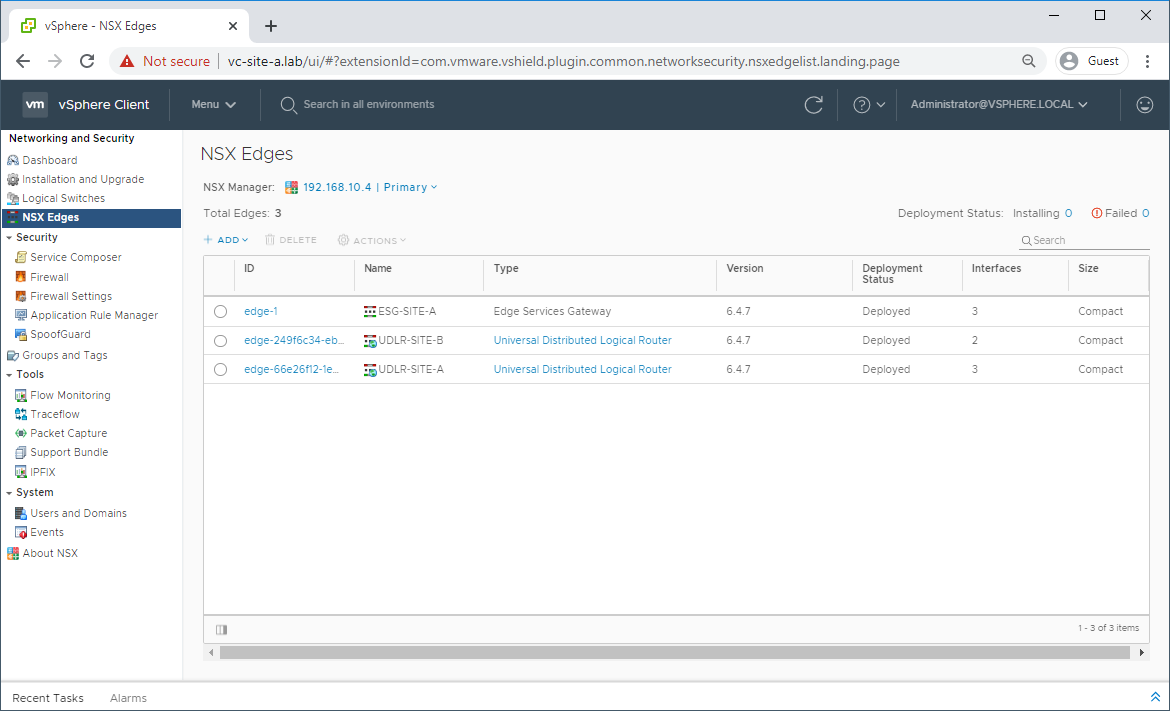 vSphere - NSX Edges
Not secure | vc-site-a.lab/ui/#?extensionId=com.vmware.vshield.plugin.common.networksecurity.nsxedgelist.landing.page
Guest
vm vSphere Client Menu Search in all environments Administrator@VSPHERE.LOCAL
Networking and Security
Dashboard
Installation and Upgrade
Logical Switches
NSX Edges
Security
Service Composer
Firewall
Firewall Settings
Application Rule Manager
SpoofGuard
Groups and Tags
Tools
Flow Monitoring
Traceflow
Packet Capture
Support Bundle
IPFIX
System
Users and Domains
Events
About NSX
NSX Edges
NSX Manager: 192.168.10.4 | Primary
Total Edges: 3
Deployment Status: Installing 0 Failed 0
+ ADD DELETE ACTIONS
Search
ID Name Type Version Deployment Status Interfaces Size
edge-1 ESG-SITE-A Edge Services Gateway 6.4.7 Deployed 3 Compact
edge-249f6c34-eb... UDLR-SITE-B Universal Distributed Logical Router 6.4.7 Deployed 2 Compact
edge-66e26f12-1e... UDLR-SITE-A Universal Distributed Logical Router 6.4.7 Deployed 3 Compact
1 - 3 of 3 items
Recent Tasks Alarms